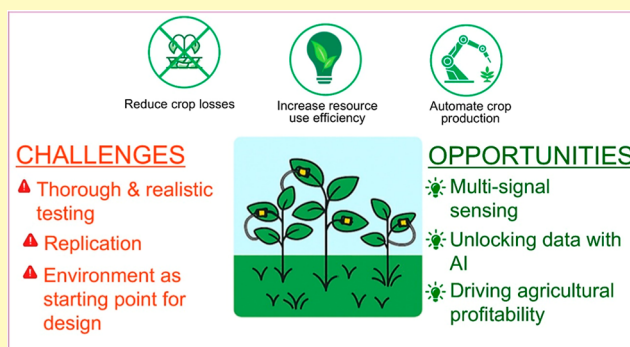 Reduce crop losses
Increase resource
use efficiency
Automate crop
production
CHALLENGES
Thorough & realistic
testing
Replication
Environment as
starting point for
design
OPPORTUNITIES
Multi-signal
sensing
Unlocking data with
AI
Driving agricultural
profitability